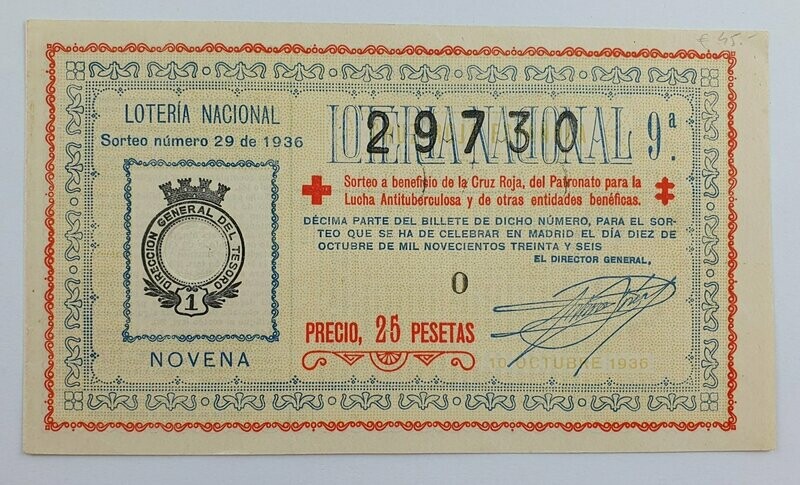 € 45.-
LOTERÍA NACIONAL
Sorteo número 29 de 1936
LOTERIA NACIONAL
29730
9ª.
Sorteo a beneficio de la Cruz Roja, del Patronato para la
Lucha Antituberculosa y de otras entidades benéficas.
DÉCIMA PARTE DEL BILLETE DE DICHO NÚMERO, PARA EL SOR-
TEO QUE SE HA DE CELEBRAR EN MADRID EL DÍA DIEZ DE
OCTUBRE DE MIL NOVECIENTOS TREINTA Y SEIS
EL DIRECTOR GENERAL,
DIRECCION GENERAL DEL TESORO
1
0
PRECIO, 25 PESETAS
10 OCTUBRE 1936
NOVENA